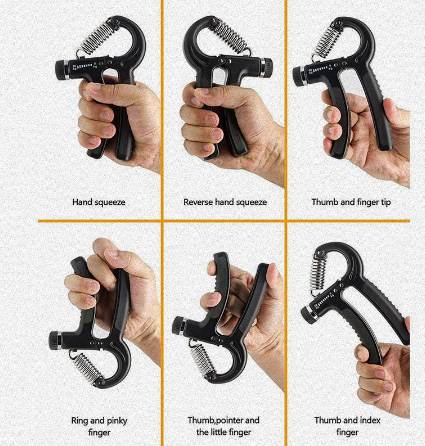 Hand squeeze
Reverse hand squeeze
Thumb and finger tip
Ring and pinky
finger
Thumb,pointer and
the little finger
Thumb and index
finger